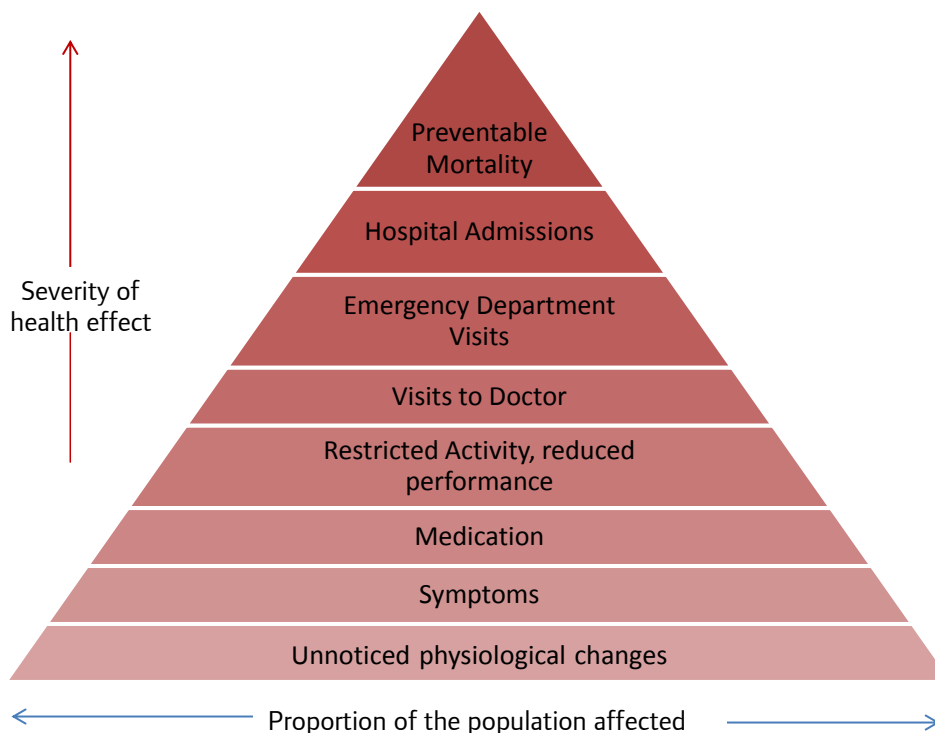 Preventable
Mortality
Hospital Admissions
Severity of
health effect
Emergency Department
Visits
Visits to Doctor
Restricted Activity, reduced
performance
Medication
Symptoms
Unnoticed physiological changes
Proportion of the population affected